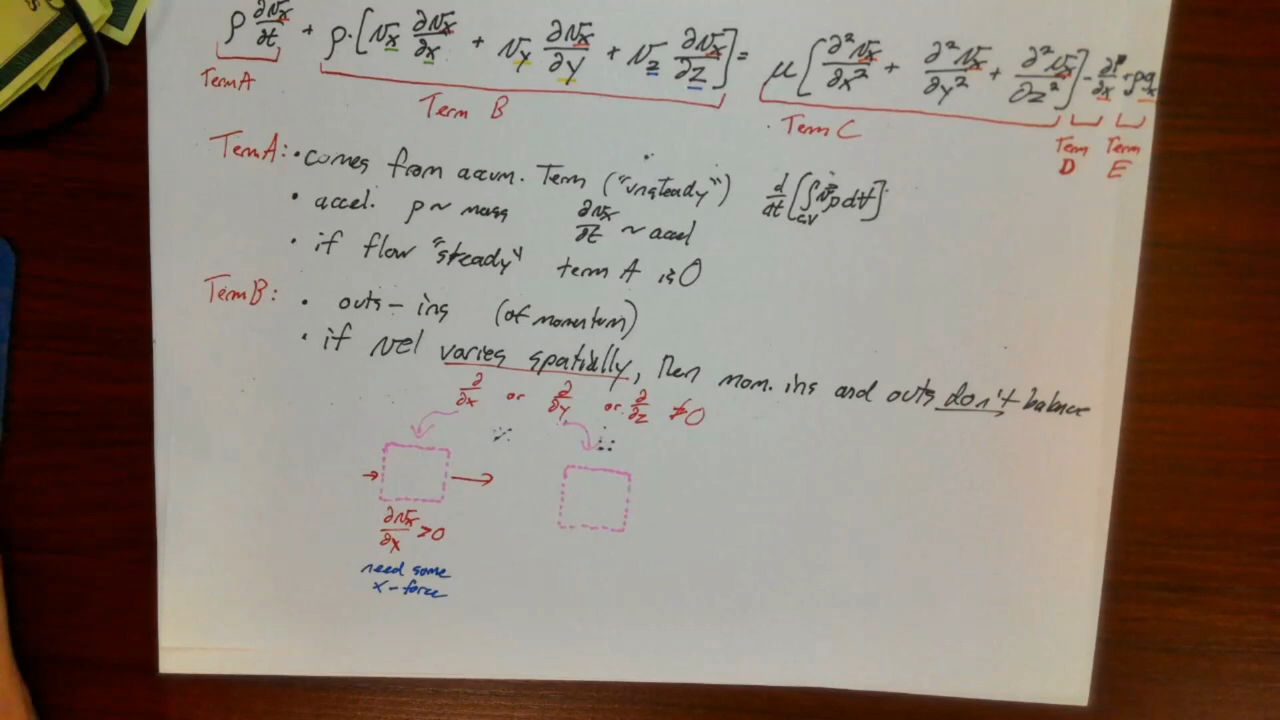 ρ ∂vx/∂t + ρ·[vx ∂vx/∂x + vy ∂vx/∂y + vz ∂vx/∂z] = μ[∂²vx/∂x² + ∂²vx/∂y² + ∂²vx/∂z²] - ∂P/∂x + ρgx
Term A
Term B
Term C
Term D
Term E
Term A: • comes from accum. Term ("unsteady") d/dt[∫cv v⃗ρdV]
• accel. ρ ~ mass ∂vx/∂t ~ accel
• if flow "steady" term A is 0
Term B: • outs - ins (of momentum)
• if vel varies spatially, then mom. ins and outs don't balance
∂/∂x or ∂/∂y or ∂/∂z ≠ 0
∂vx/∂x > 0
need some
x-force